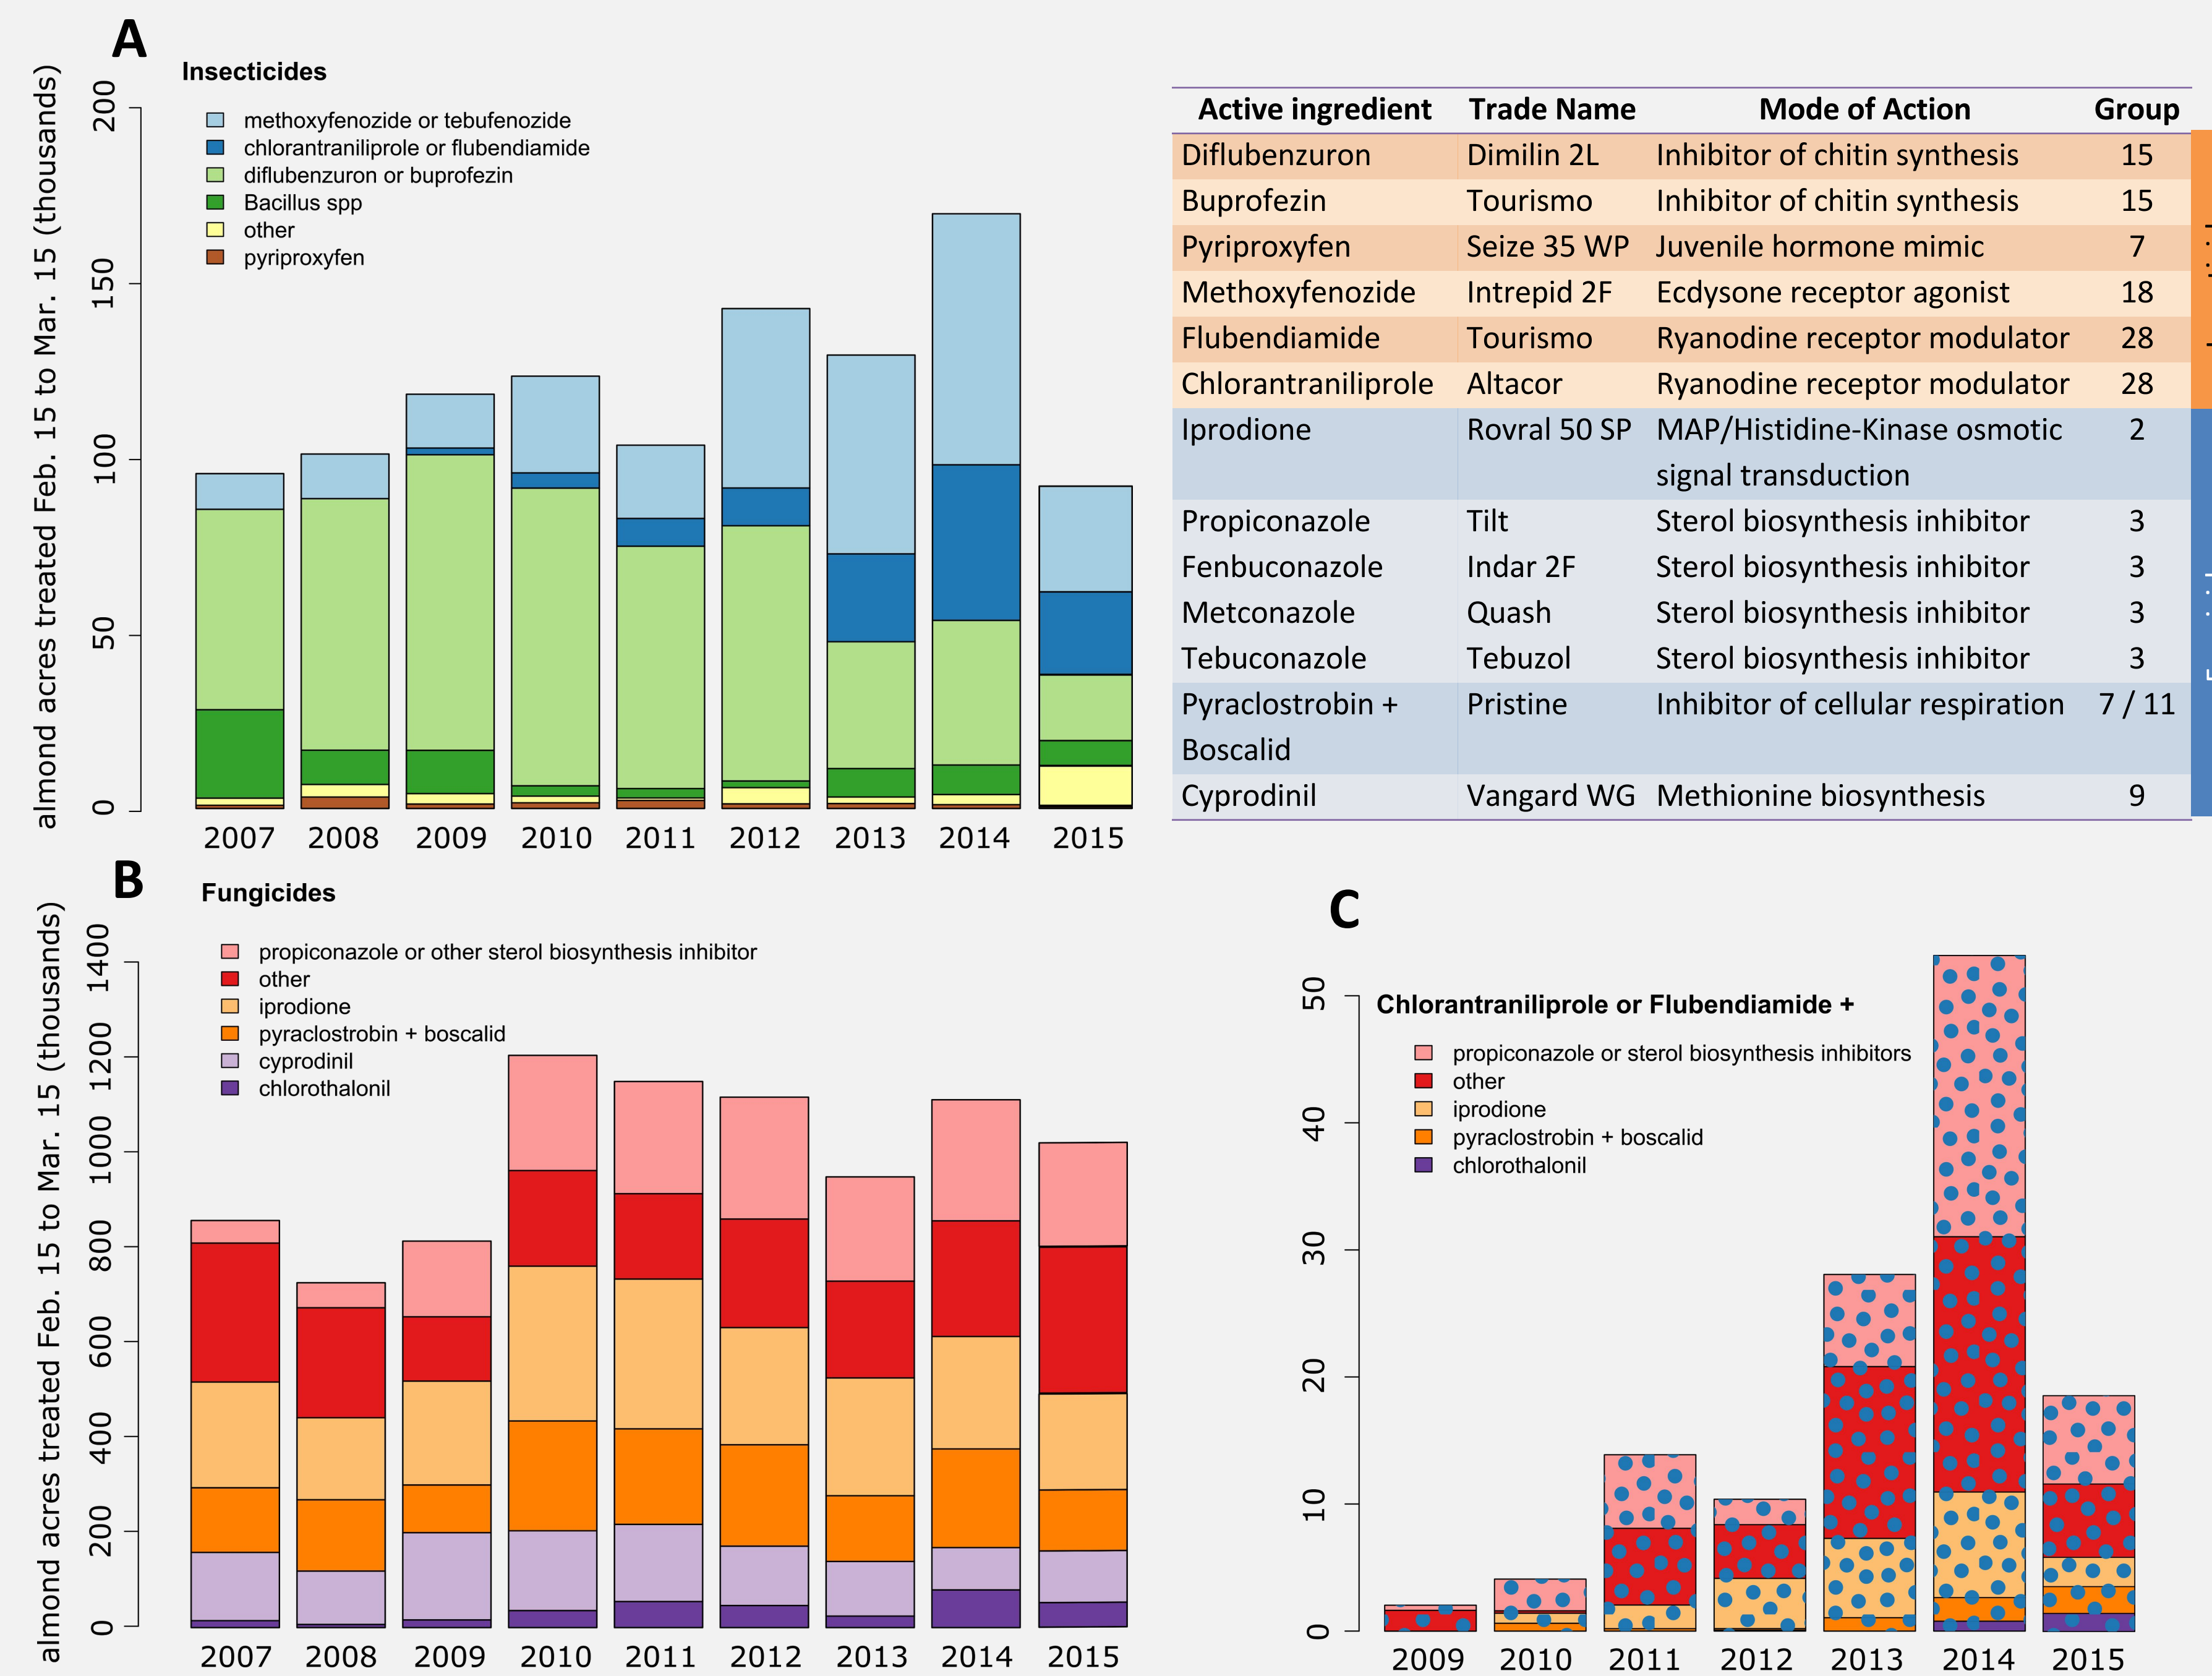 A
Insecticides
almond acres treated Feb. 15 to Mar. 15 (thousands)
200
150
100
50
0
methoxyfenozide or tebufenozide
chlorantraniliprole or flubendiamide
diflubenzuron or buprofezin
Bacillus spp
other
pyriproxyfen
2007 2008 2009 2010 2011 2012 2013 2014 2015
Active ingredient Trade Name Mode of Action Group
Diflubenzuron Dimilin 2L Inhibitor of chitin synthesis 15
Buprofezin Tourismo Inhibitor of chitin synthesis 15
Pyriproxyfen Seize 35 WP Juvenile hormone mimic 7
Methoxyfenozide Intrepid 2F Ecdysone receptor agonist 18
Flubendiamide Tourismo Ryanodine receptor modulator 28
Chlorantraniliprole Altacor Ryanodine receptor modulator 28
Iprodione Rovral 50 SP MAP/Histidine-Kinase osmotic 2
signal transduction
Propiconazole Tilt Sterol biosynthesis inhibitor 3
Fenbuconazole Indar 2F Sterol biosynthesis inhibitor 3
Metconazole Quash Sterol biosynthesis inhibitor 3
Tebuconazole Tebuzol Sterol biosynthesis inhibitor 3
Pyraclostrobin + Pristine Inhibitor of cellular respiration 7 / 11
Boscalid
Cyprodinil Vangard WG Methionine biosynthesis 9
B
Fungicides
almond acres treated Feb. 15 to Mar. 15 (thousands)
1400
1200
1000
800
600
400
200
0
propiconazole or other sterol biosynthesis inhibitor
other
iprodione
pyraclostrobin + boscalid
cyprodinil
chlorothalonil
2007 2008 2009 2010 2011 2012 2013 2014 2015
C
50
40
30
20
10
0
Chlorantraniliprole or Flubendiamide +
propiconazole or sterol biosynthesis inhibitors
other
iprodione
pyraclostrobin + boscalid
chlorothalonil
2009 2010 2011 2012 2013 2014 2015